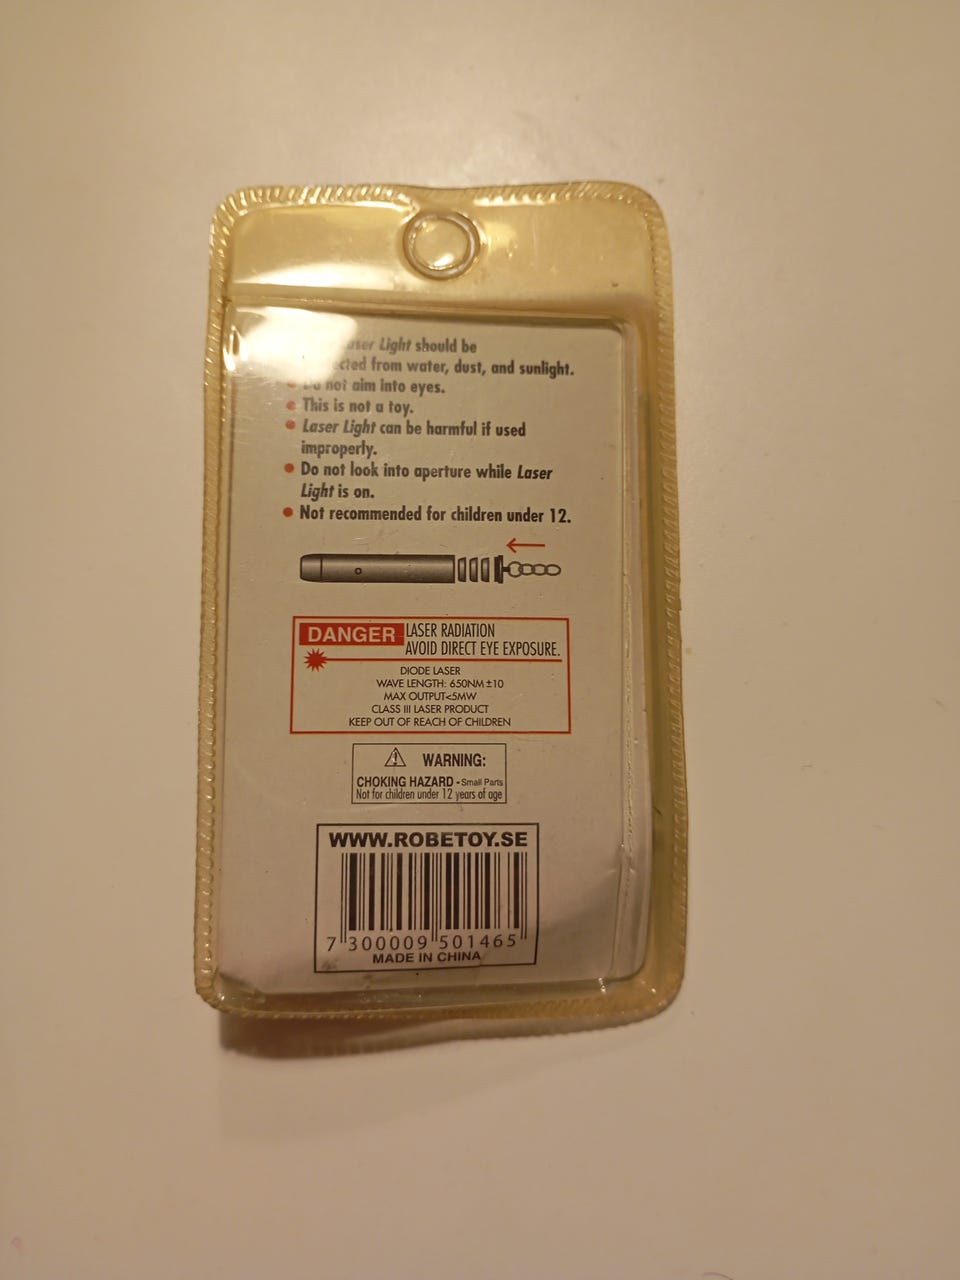 Light should be
from water, dust, and sunlight.
not aim into eyes.
This is not a toy.
Laser Light can be harmful if used
improperly.
Do not look into aperture while Laser
Light is on.
Not recommended for children under 12.
DANGER LASER RADIATION
AVOID DIRECT EYE EXPOSURE.
DIODE LASER
WAVE LENGTH: 650NM±10
MAX OUTPUT<5MW
CLASS III LASER PRODUCT
KEEP OUT OF REACH OF CHILDREN
WARNING:
CHOKING HAZARD - Small Parts
Not for children under 12 years of age
WWW.ROBETOY.SE
7 300009 501465
MADE IN CHINA